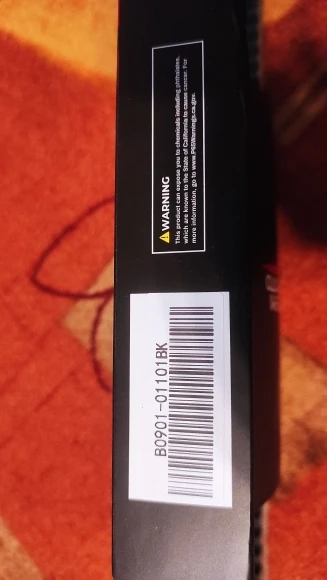 ⚠ WARNING
This product can expose you to chemicals including phthalates,
which are known to the State of California to cause cancer. For
more information, go to www.P65Warnings.ca.gov.
B0901-01101BK